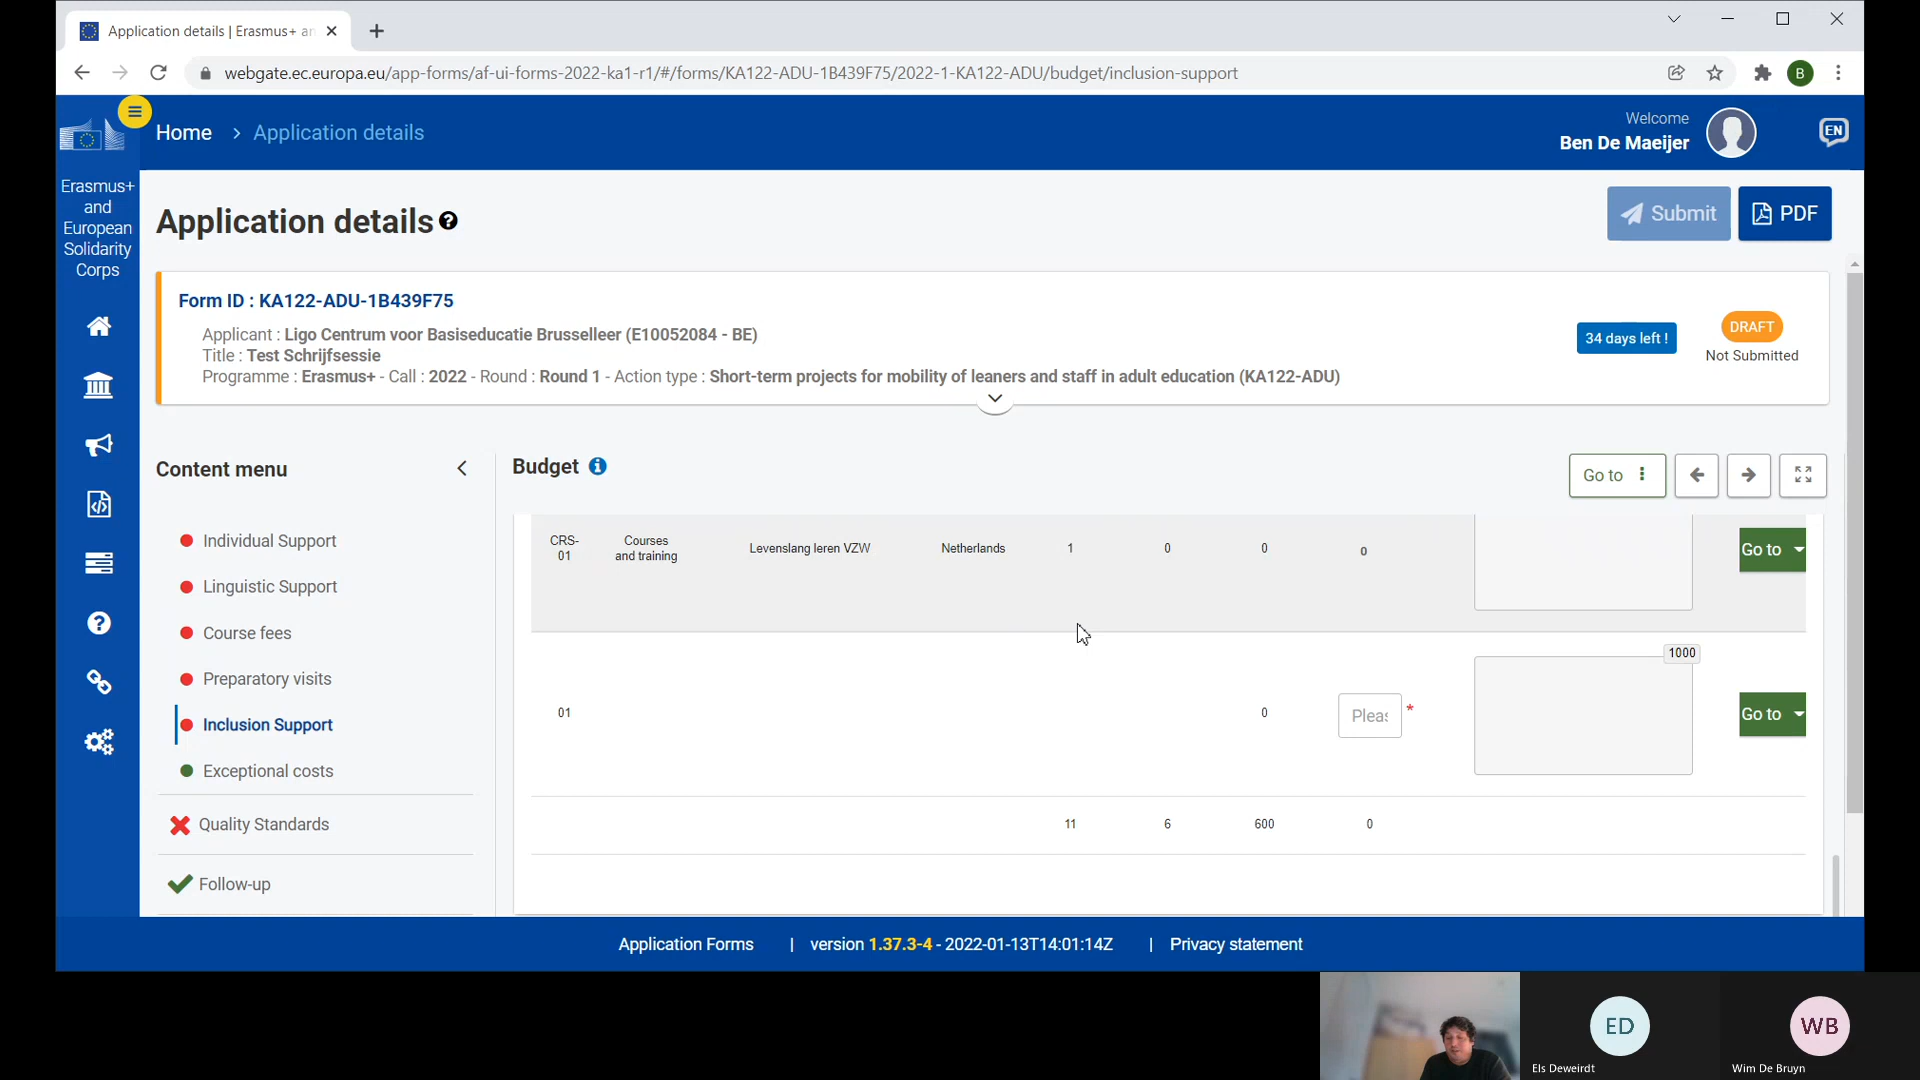 Application details | Erasmus+ an
webgate.ec.europa.eu/app-forms/af-ui-forms-2022-ka1-r1/#/forms/KA122-ADU-1B439F75/2022-1-KA122-ADU/budget/inclusion-support
B
Home > Application details
Welcome
Ben De Maeijer
EN
Erasmus+
and
European
Solidarity
Corps
Application details
Submit
PDF
Form ID : KA122-ADU-1B439F75
Applicant : Ligo Centrum voor Basiseducatie Brusselleer (E10052084 - BE)
Title : Test Schrijfsessie
Programme : Erasmus+ - Call : 2022 - Round : Round 1 - Action type : Short-term projects for mobility of leaners and staff in adult education (KA122-ADU)
34 days left !
DRAFT
Not Submitted
Content menu
Individual Support
Linguistic Support
Course fees
Preparatory visits
Inclusion Support
Exceptional costs
Quality Standards
Follow-up
Budget
Go to
CRS-
01
Courses
and training
Levenslang leren VZW
Netherlands
1
0
0
0
Go to
1000
01
0
Pleas
*
Go to
11
6
600
0
Application Forms | version 1.37.3-4 - 2022-01-13T14:01:14Z | Privacy statement
ED
Els Deweirdt
WB
Wim De Bruyn